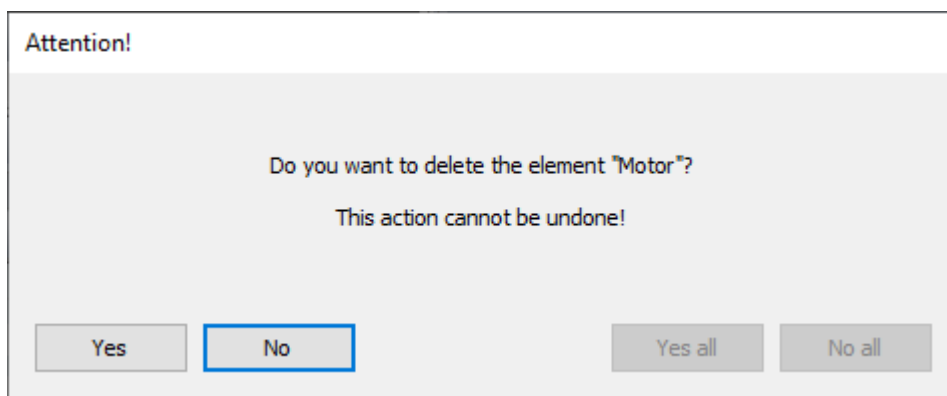 Attention!
Do you want to delete the element "Motor"?
This action cannot be undone!
Yes
No
Yes all
No all